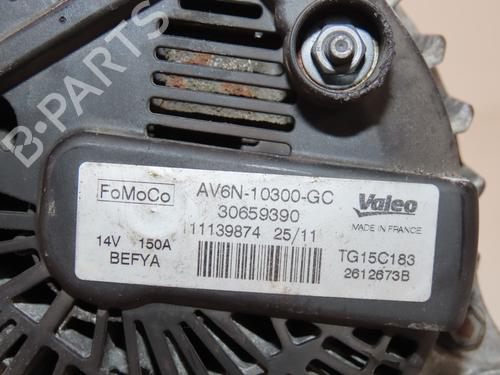 B-PARTS
FoMoCo
AV6N-10300-GC
30659390
Valeo
11139874 25/11
MADE IN FRANCE
14V 150A
BEFYA
TG15C183
2612673B